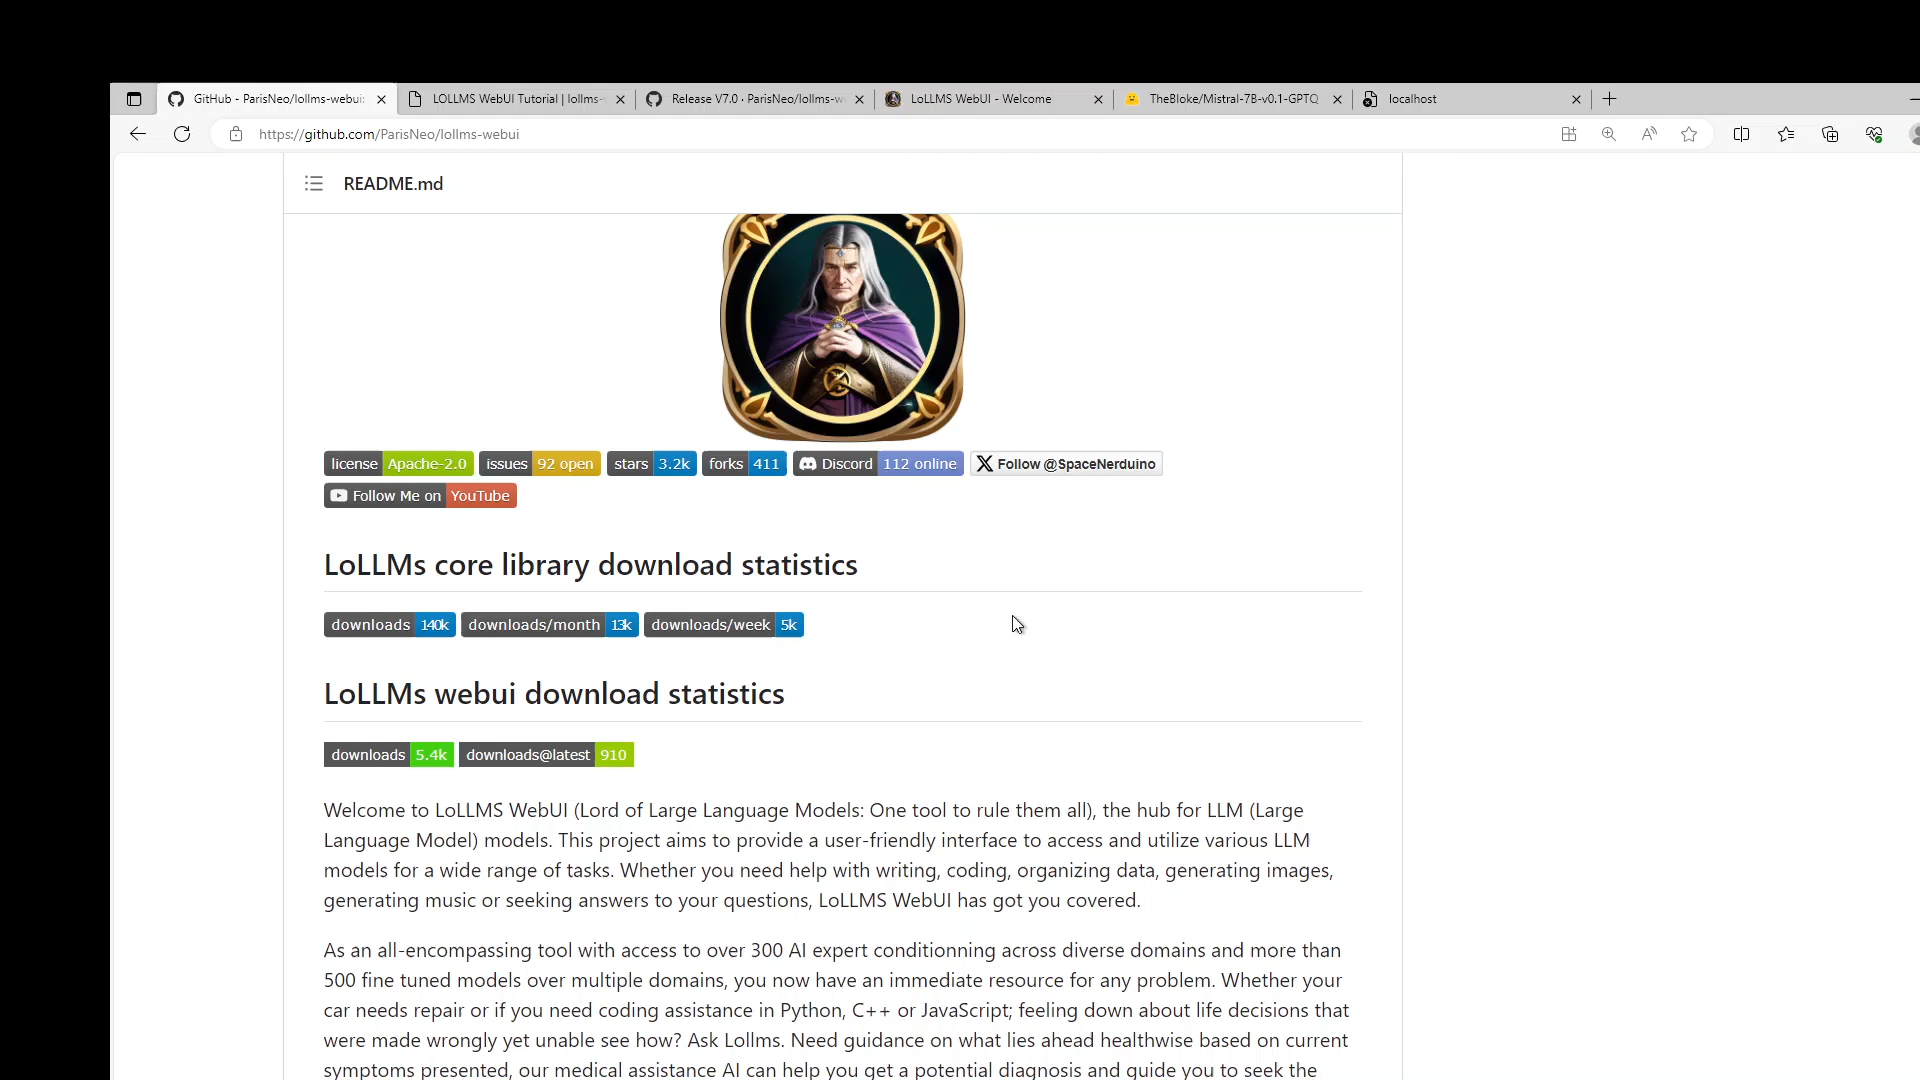 GitHub - ParisNeo/lollms-webui:
LOLLMS WebUI Tutorial | lollms-
Release V7.0 · ParisNeo/lollms-w
LoLLMS WebUI - Welcome
TheBloke/Mistral-7B-v0.1-GPTQ
localhost
https://github.com/ParisNeo/lollms-webui
README.md
license Apache-2.0 issues 92 open stars 3.2k forks 411 Discord 112 online Follow @SpaceNerduino
Follow Me on YouTube
LoLLMs core library download statistics
downloads 140k downloads/month 13k downloads/week 5k
LoLLMs webui download statistics
downloads 5.4k downloads@latest 910
Welcome to LoLLMS WebUI (Lord of Large Language Models: One tool to rule them all), the hub for LLM (Large
Language Model) models. This project aims to provide a user-friendly interface to access and utilize various LLM
models for a wide range of tasks. Whether you need help with writing, coding, organizing data, generating images,
generating music or seeking answers to your questions, LoLLMS WebUI has got you covered.
As an all-encompassing tool with access to over 300 AI expert conditionning across diverse domains and more than
500 fine tuned models over multiple domains, you now have an immediate resource for any problem. Whether your
car needs repair or if you need coding assistance in Python, C++ or JavaScript; feeling down about life decisions that
were made wrongly yet unable see how? Ask Lollms. Need guidance on what lies ahead healthwise based on current
symptoms presented, our medical assistance AI can help you get a potential diagnosis and guide you to seek the